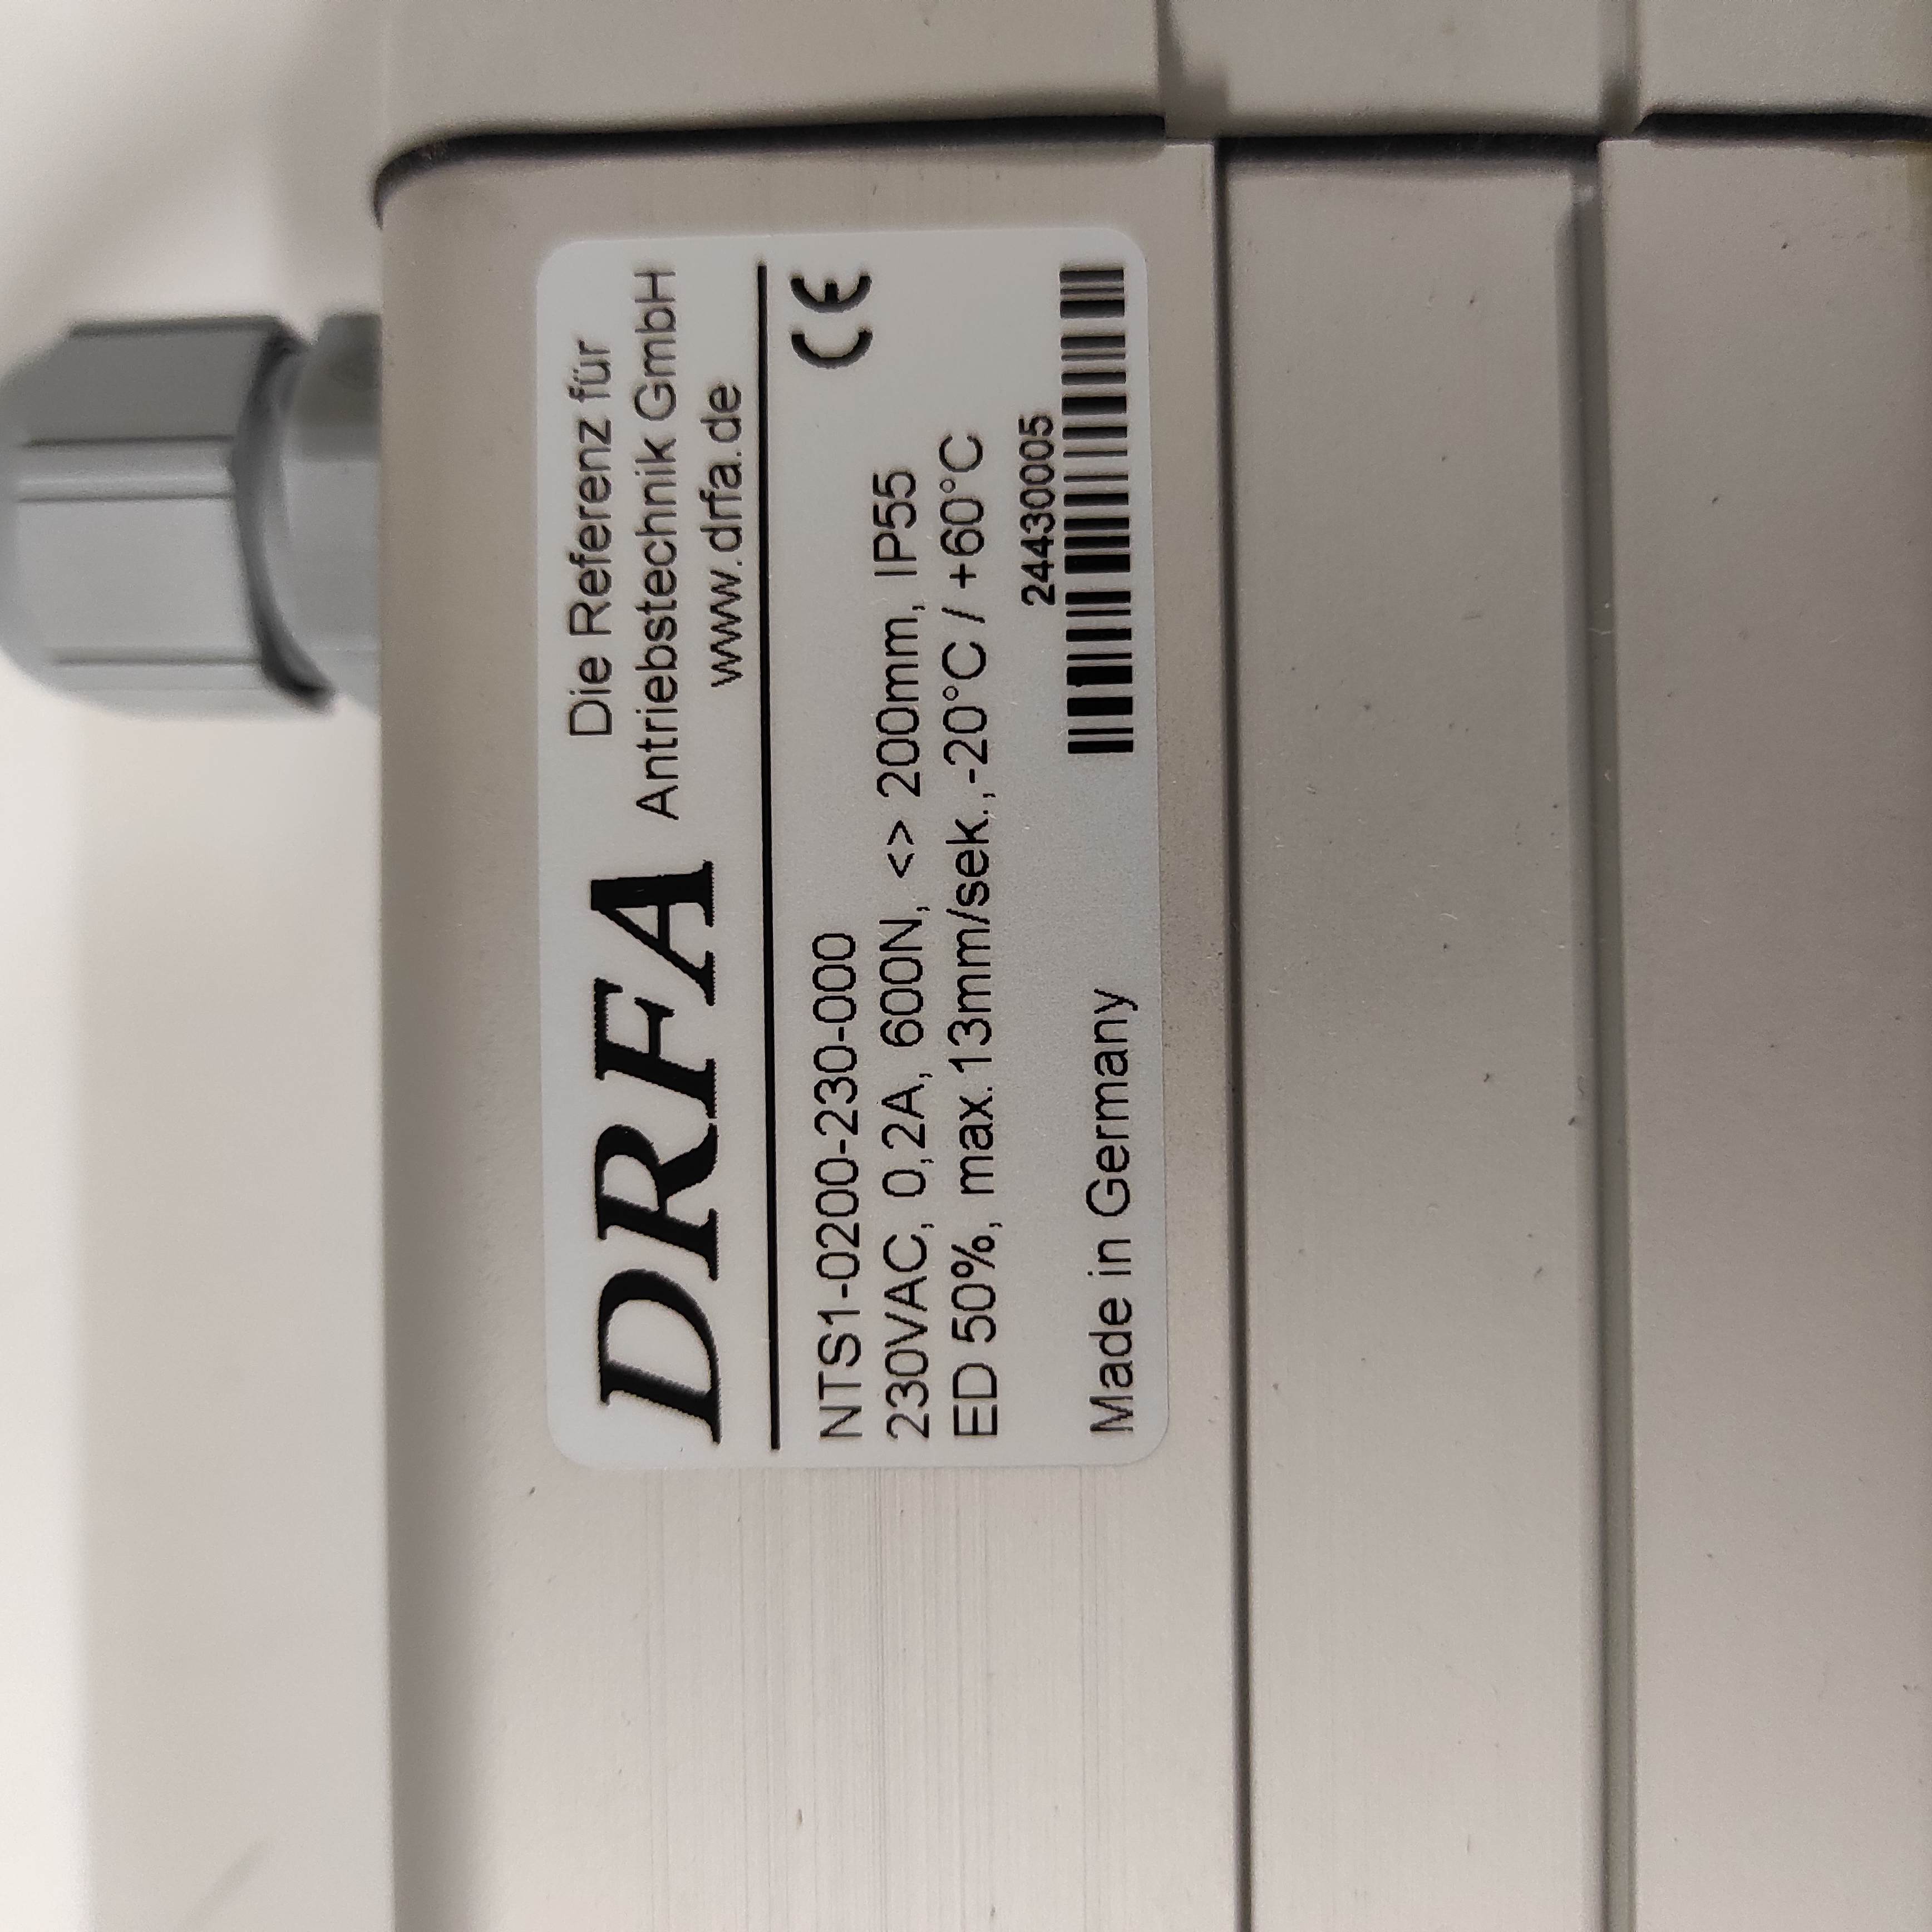 DRFA
Die Referenz für
Antriebstechnik GmbH
www.drfa.de
CE
NTS1-0200-230-000
230VAC, 0,2A, 600N, <> 200mm, IP55
ED 50%, max.13mm/sek.,-20°C / +60°C
24430005
Made in Germany